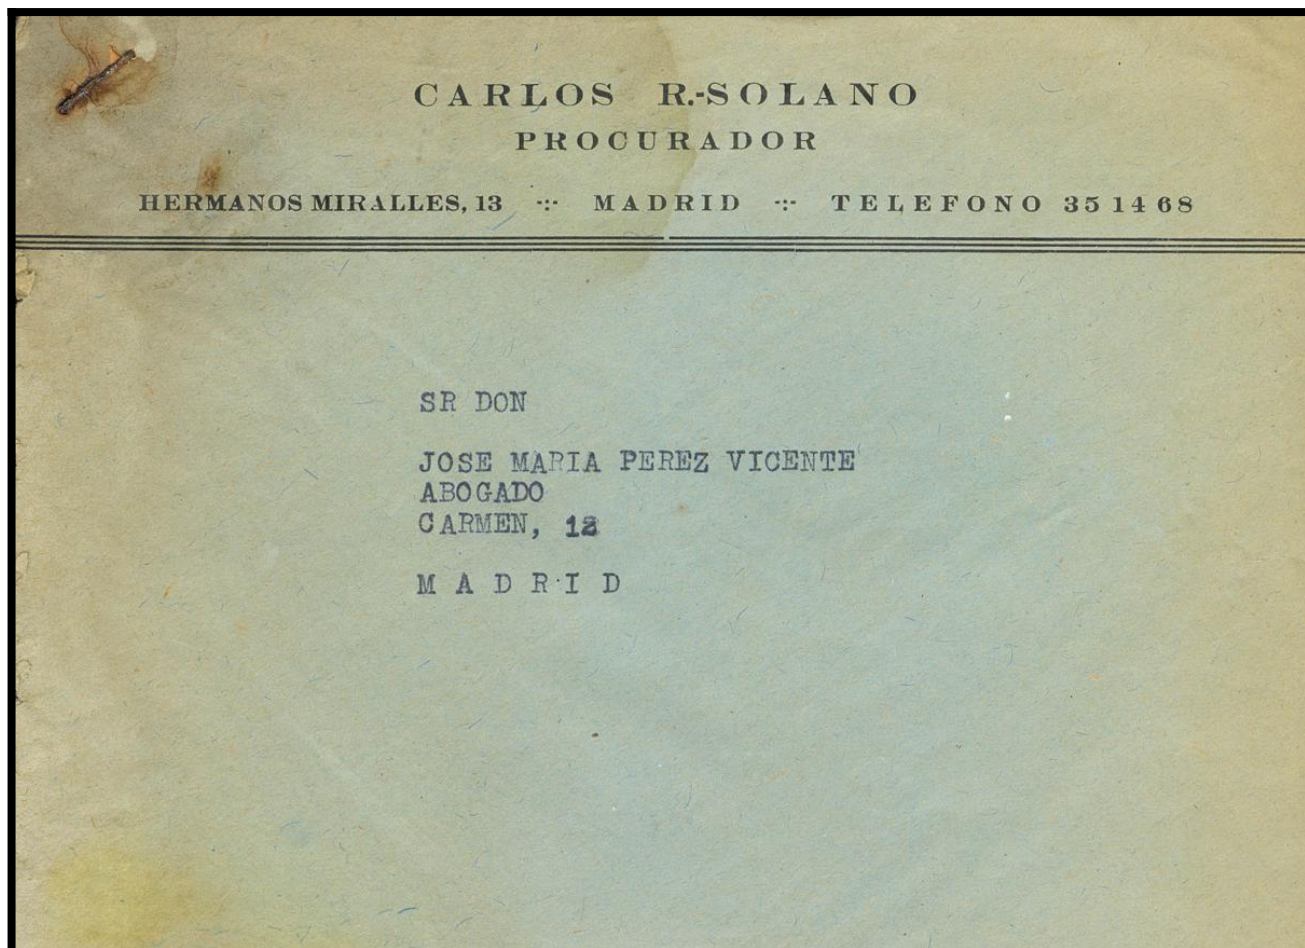 CARLOS R.-SOLANO
PROCURADOR
HERMANOS MIRALLES, 13 -:- MADRID -:- TELEFONO 35 14 68
SR DON
JOSE MARIA PEREZ VICENTE
ABOGADO
CARMEN, 12
M A D R I D